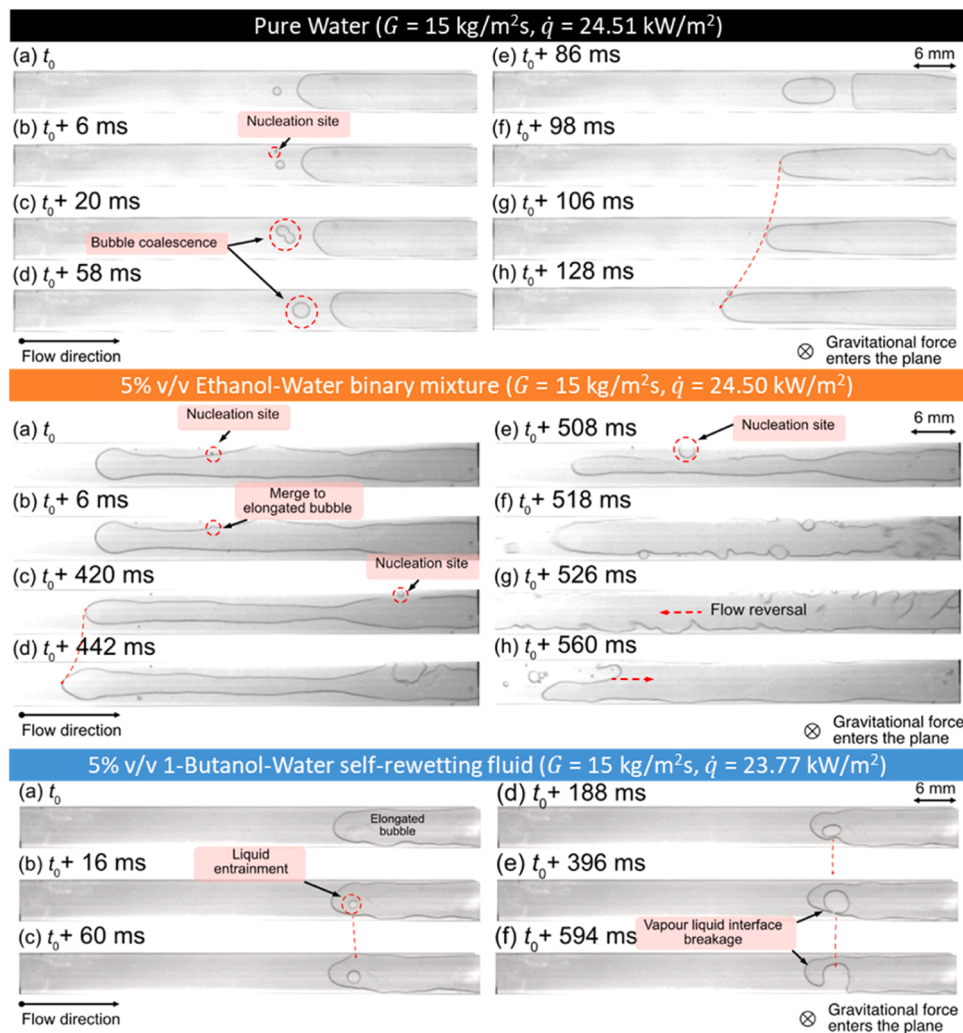 Pure Water (G = 15 kg/m²s, q̇ = 24.51 kW/m²)
(a) t₀
(b) t₀+ 6 ms
Nucleation site
(c) t₀+ 20 ms
Bubble coalescence
(d) t₀+ 58 ms
Flow direction
(e) t₀+ 86 ms
6 mm
(f) t₀+ 98 ms
(g) t₀+ 106 ms
(h) t₀+ 128 ms
Gravitational force
enters the plane
5% v/v Ethanol-Water binary mixture (G = 15 kg/m²s, q̇ = 24.50 kW/m²)
(a) t₀
Nucleation site
(b) t₀+ 6 ms
Merge to
elongated bubble
(c) t₀+ 420 ms
Nucleation site
(d) t₀+ 442 ms
Flow direction
(e) t₀+ 508 ms
Nucleation site
6 mm
(f) t₀+ 518 ms
(g) t₀+ 526 ms
Flow reversal
(h) t₀+ 560 ms
Gravitational force
enters the plane
5% v/v 1-Butanol-Water self-rewetting fluid (G = 15 kg/m²s, q̇ = 23.77 kW/m²)
(a) t₀
Elongated
bubble
(b) t₀+ 16 ms
Liquid
entrainment
(c) t₀+ 60 ms
Flow direction
(d) t₀+ 188 ms
6 mm
(e) t₀+ 396 ms
Vapour liquid interface
breakage
(f) t₀+ 594 ms
Gravitational force
enters the plane